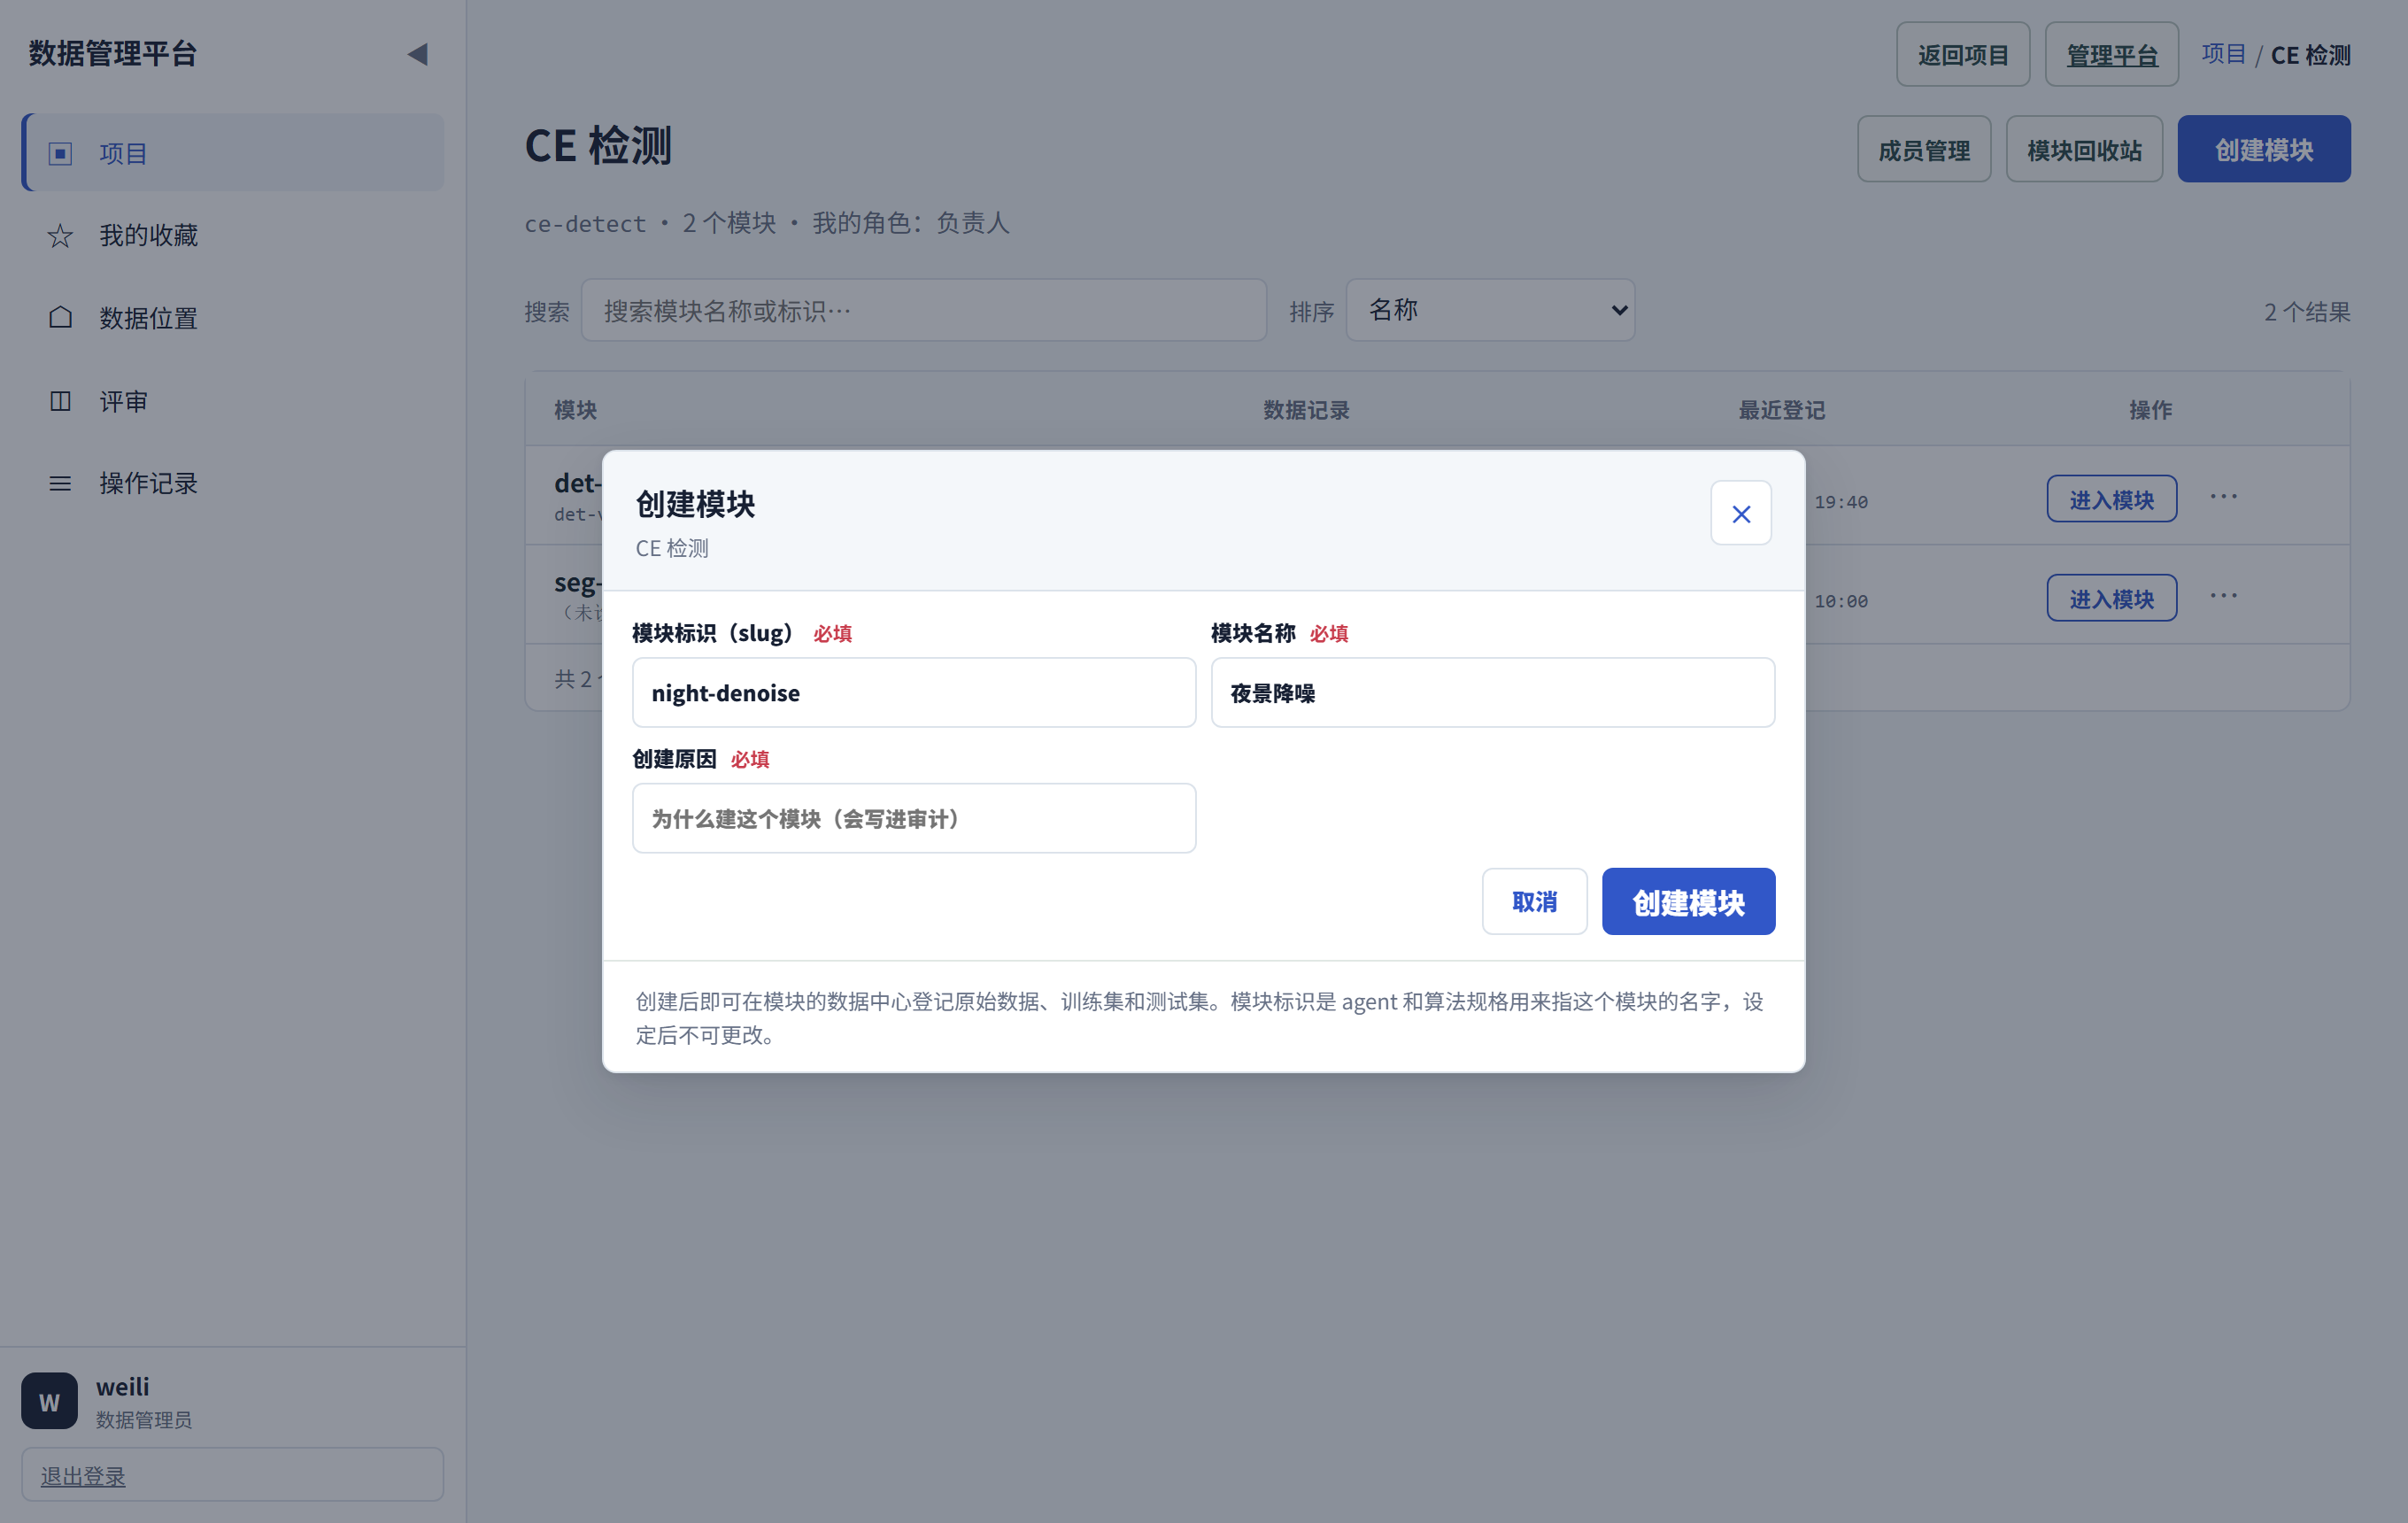 数据管理平台
项目
我的收藏
数据位置
评审
操作记录
W
weili
数据管理员
退出登录
返回项目
管理平台
项目 / CE 检测
CE 检测
成员管理
模块回收站
创建模块
ce-detect • 2 个模块 • 我的角色：负责人
搜索
搜索模块名称或标识…
排序
名称
2 个结果
模块 数据记录 最近登记 操作
det-
19:40
进入模块
…
seg-
（未
10:00
进入模块
…
共 2
创建模块
CE 检测
×
模块标识（slug） 必填
night-denoise
模块名称 必填
夜景降噪
创建原因 必填
为什么建这个模块（会写进审计）
取消
创建模块
创建后即可在模块的数据中心登记原始数据、训练集和测试集。模块标识是 agent 和算法规格用来指这个模块的名字，设
定后不可更改。